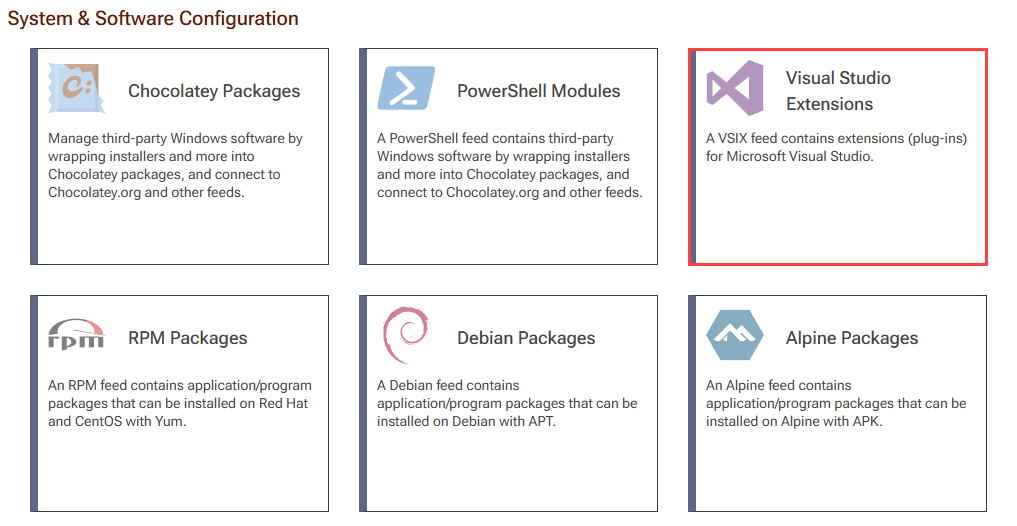 System & Software Configuration
C:
Chocolatey Packages
Manage third-party Windows software by
wrapping installers and more into
Chocolatey packages, and connect to
Chocolatey.org and other feeds.
PowerShell Modules
A PowerShell feed contains third-party
Windows software by wrapping installers
and more into Chocolatey packages, and
connect to Chocolatey.org and other feeds.
Visual Studio
Extensions
A VSIX feed contains extensions (plug-ins)
for Microsoft Visual Studio.
rpm
RPM Packages
An RPM feed contains application/program
packages that can be installed on Red Hat
and CentOS with Yum.
Debian Packages
A Debian feed contains
application/program packages that can be
installed on Debian with APT.
Alpine Packages
An Alpine feed contains
application/program packages that can be
installed on Alpine with APK.